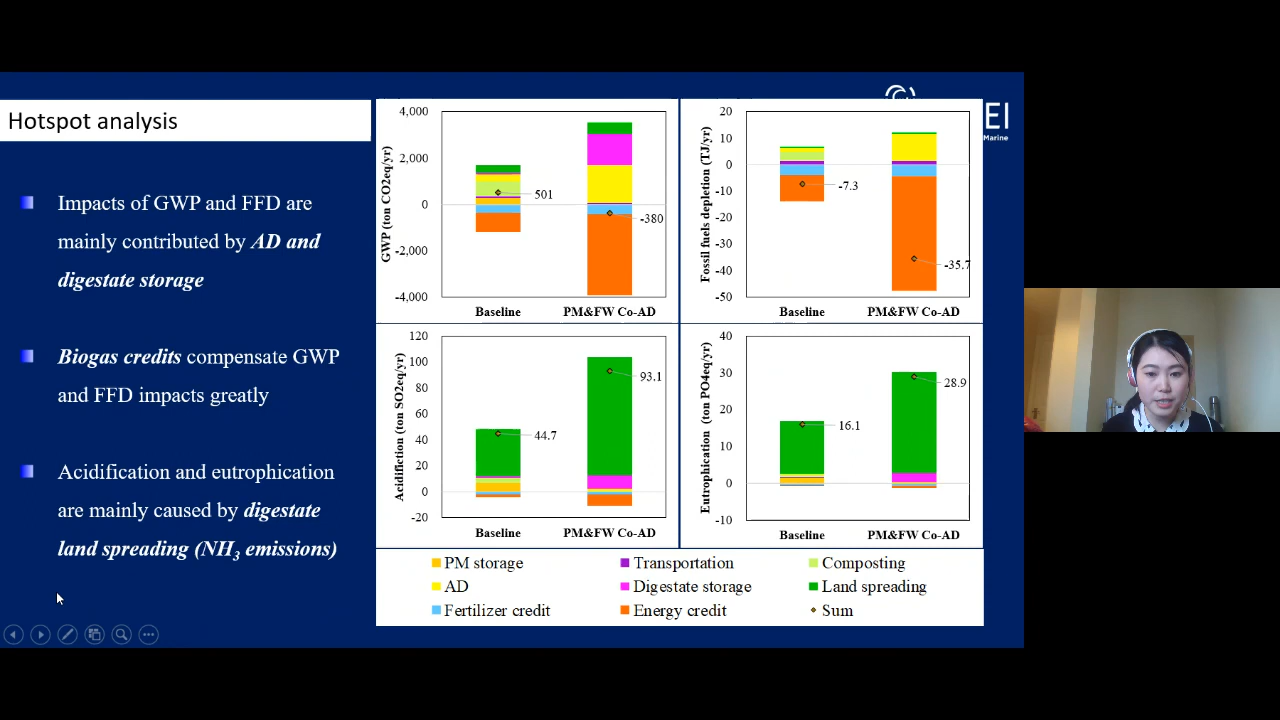 Hotspot analysis
EI
Marine
Impacts of GWP and FFD are
mainly contributed by AD and
digestate storage
Biogas credits compensate GWP
and FFD impacts greatly
Acidification and eutrophication
are mainly caused by digestate
land spreading (NH3 emissions)
GWP (ton CO2eq/yr)
4,000
2,000
0
-2,000
-4,000
501
-380
Baseline
PM&FW Co-AD
Fossil fuels depletion (TJ/yr)
20
10
0
-10
-20
-30
-40
-50
-7.3
-35.7
Baseline
PM&FW Co-AD
Acidifiction (ton SO2eq/yr)
120
100
80
60
40
20
0
-20
44.7
93.1
Baseline
PM&FW Co-AD
Eutrophication (ton PO4eq/yr)
40
30
20
10
0
-10
16.1
28.9
Baseline
PM&FW Co-AD
PM storage
Transportation
Composting
AD
Digestate storage
Land spreading
Fertilizer credit
Energy credit
Sum